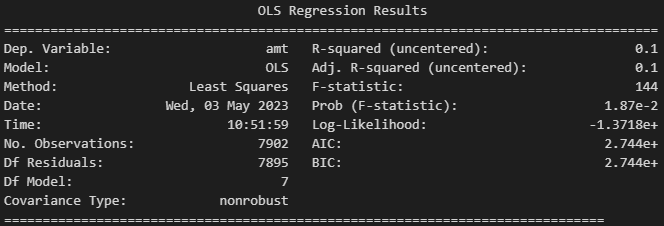 OLS Regression Results
==============================================================================
Dep. Variable: amt R-squared (uncentered): 0.1
Model: OLS Adj. R-squared (uncentered): 0.1
Method: Least Squares F-statistic: 144
Date: Wed, 03 May 2023 Prob (F-statistic): 1.87e-2
Time: 10:51:59 Log-Likelihood: -1.3718e+
No. Observations: 7902 AIC: 2.744e+
Df Residuals: 7895 BIC: 2.744e+
Df Model: 7
Covariance Type: nonrobust
==============================================================================